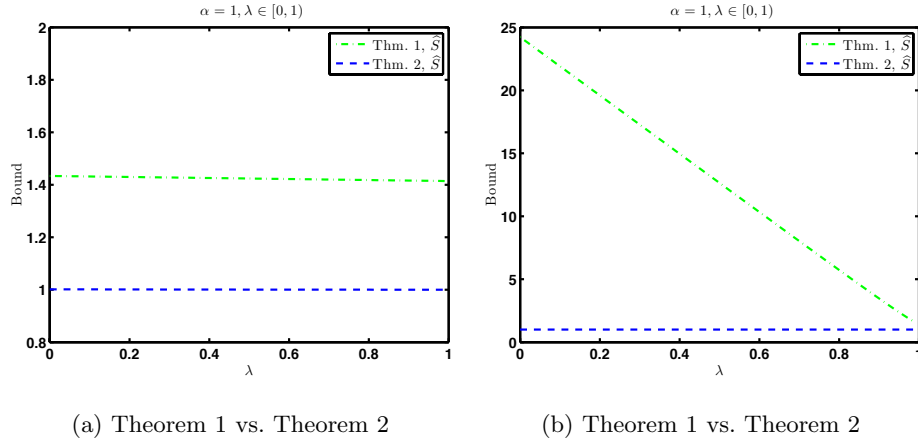 α = 1, λ ∈ [0, 1)
2
1.8
1.6
1.4
1.2
1
0.8
Bound
0 0.2 0.4 0.6 0.8 1
λ
Thm. 1, Ŝ
Thm. 2, Ŝ
(a) Theorem 1 vs. Theorem 2
α = 1, λ ∈ [0, 1)
25
20
15
10
5
0
Bound
0 0.2 0.4 0.6 0.8 1
λ
Thm. 1, Ŝ
Thm. 2, Ŝ
(b) Theorem 1 vs. Theorem 2